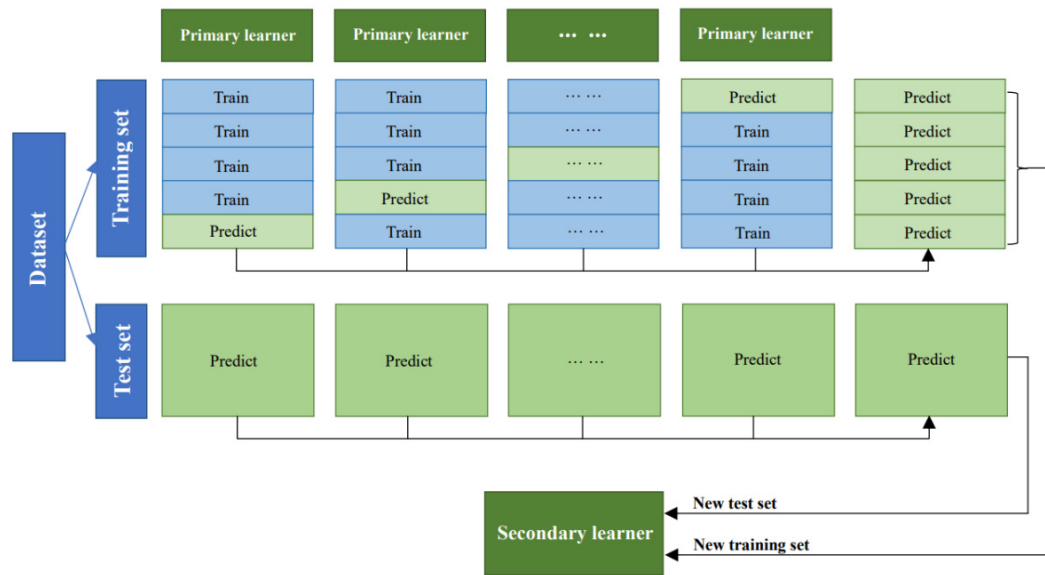 Primary learner
Primary learner
... ...
Primary learner
Dataset
Training set
Train
Train
... ...
Predict
Predict
Train
Train
... ...
Train
Predict
Train
Train
... ...
Train
Predict
Train
Predict
... ...
Train
Predict
Predict
Train
... ...
Train
Predict
Test set
Predict
Predict
... ...
Predict
Predict
Secondary learner
New test set
New training set